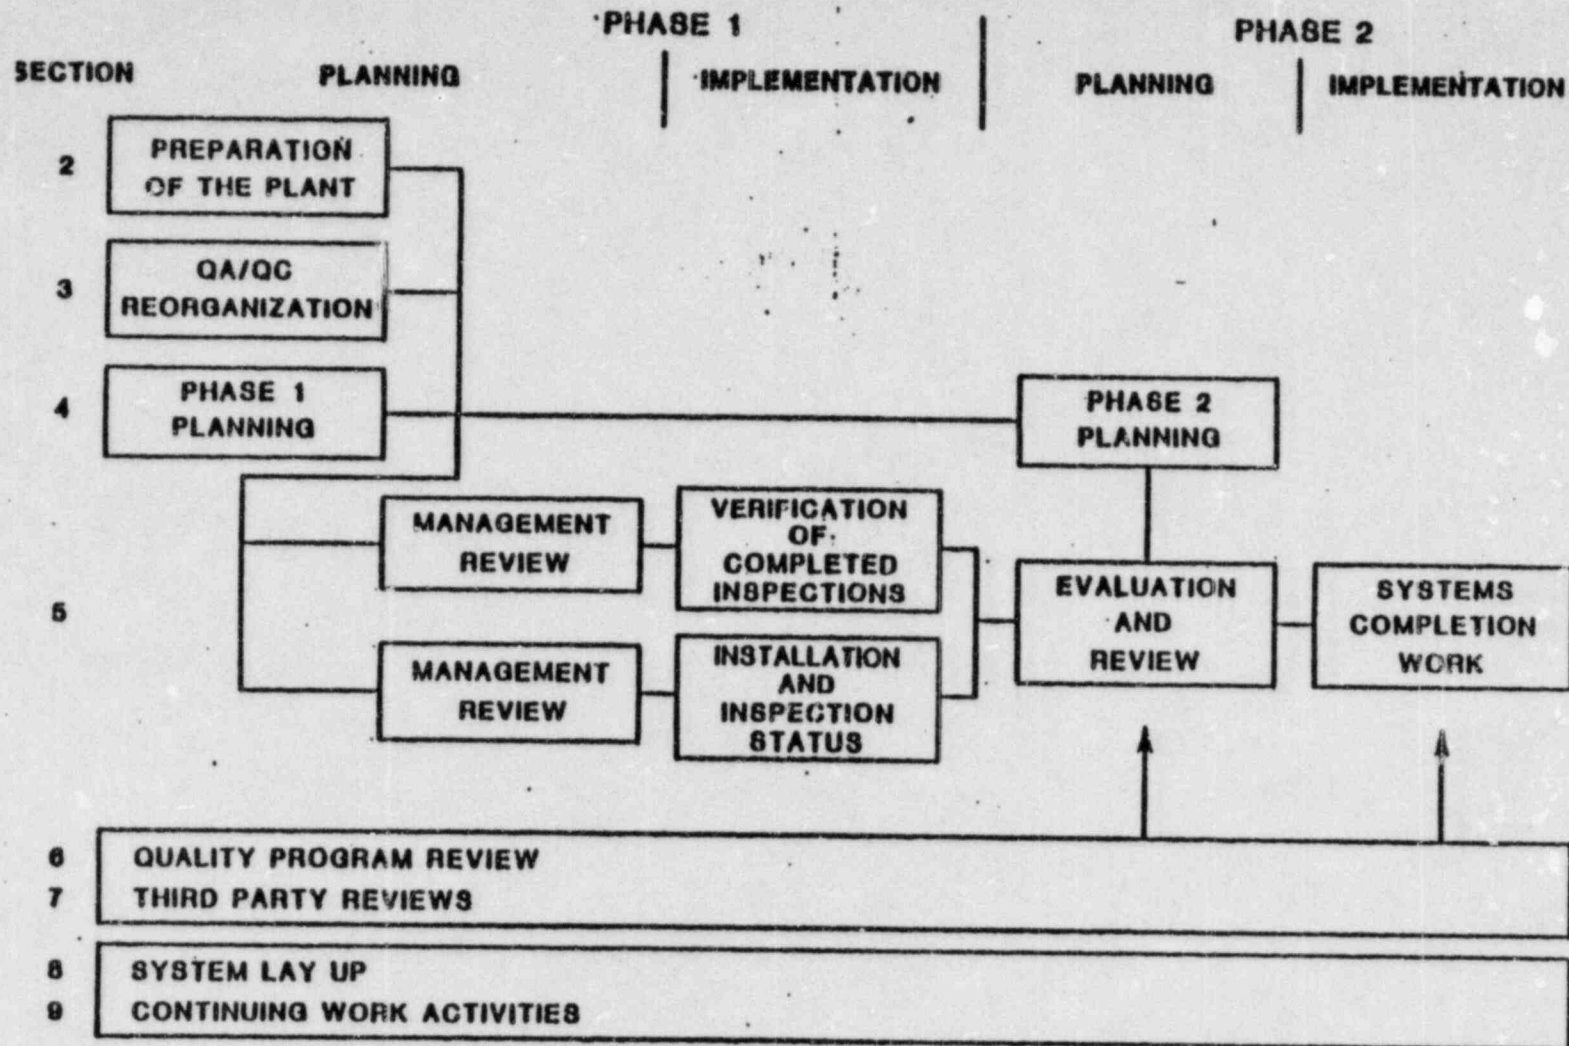 PHASE 1
PHASE 2
SECTION
PLANNING
IMPLEMENTATION
PLANNING
IMPLEMENTATION
2
PREPARATION
OF THE PLANT
3
QA/QC
REORGANIZATION
4
PHASE 1
PLANNING
PHASE 2
PLANNING
5
MANAGEMENT
REVIEW
VERIFICATION
OF
COMPLETED
INSPECTIONS
MANAGEMENT
REVIEW
INSTALLATION
AND
INSPECTION
STATUS
EVALUATION
AND
REVIEW
SYSTEMS
COMPLETION
WORK
6 QUALITY PROGRAM REVIEW
7 THIRD PARTY REVIEWS
8 SYSTEM LAY UP
9 CONTINUING WORK ACTIVITIES